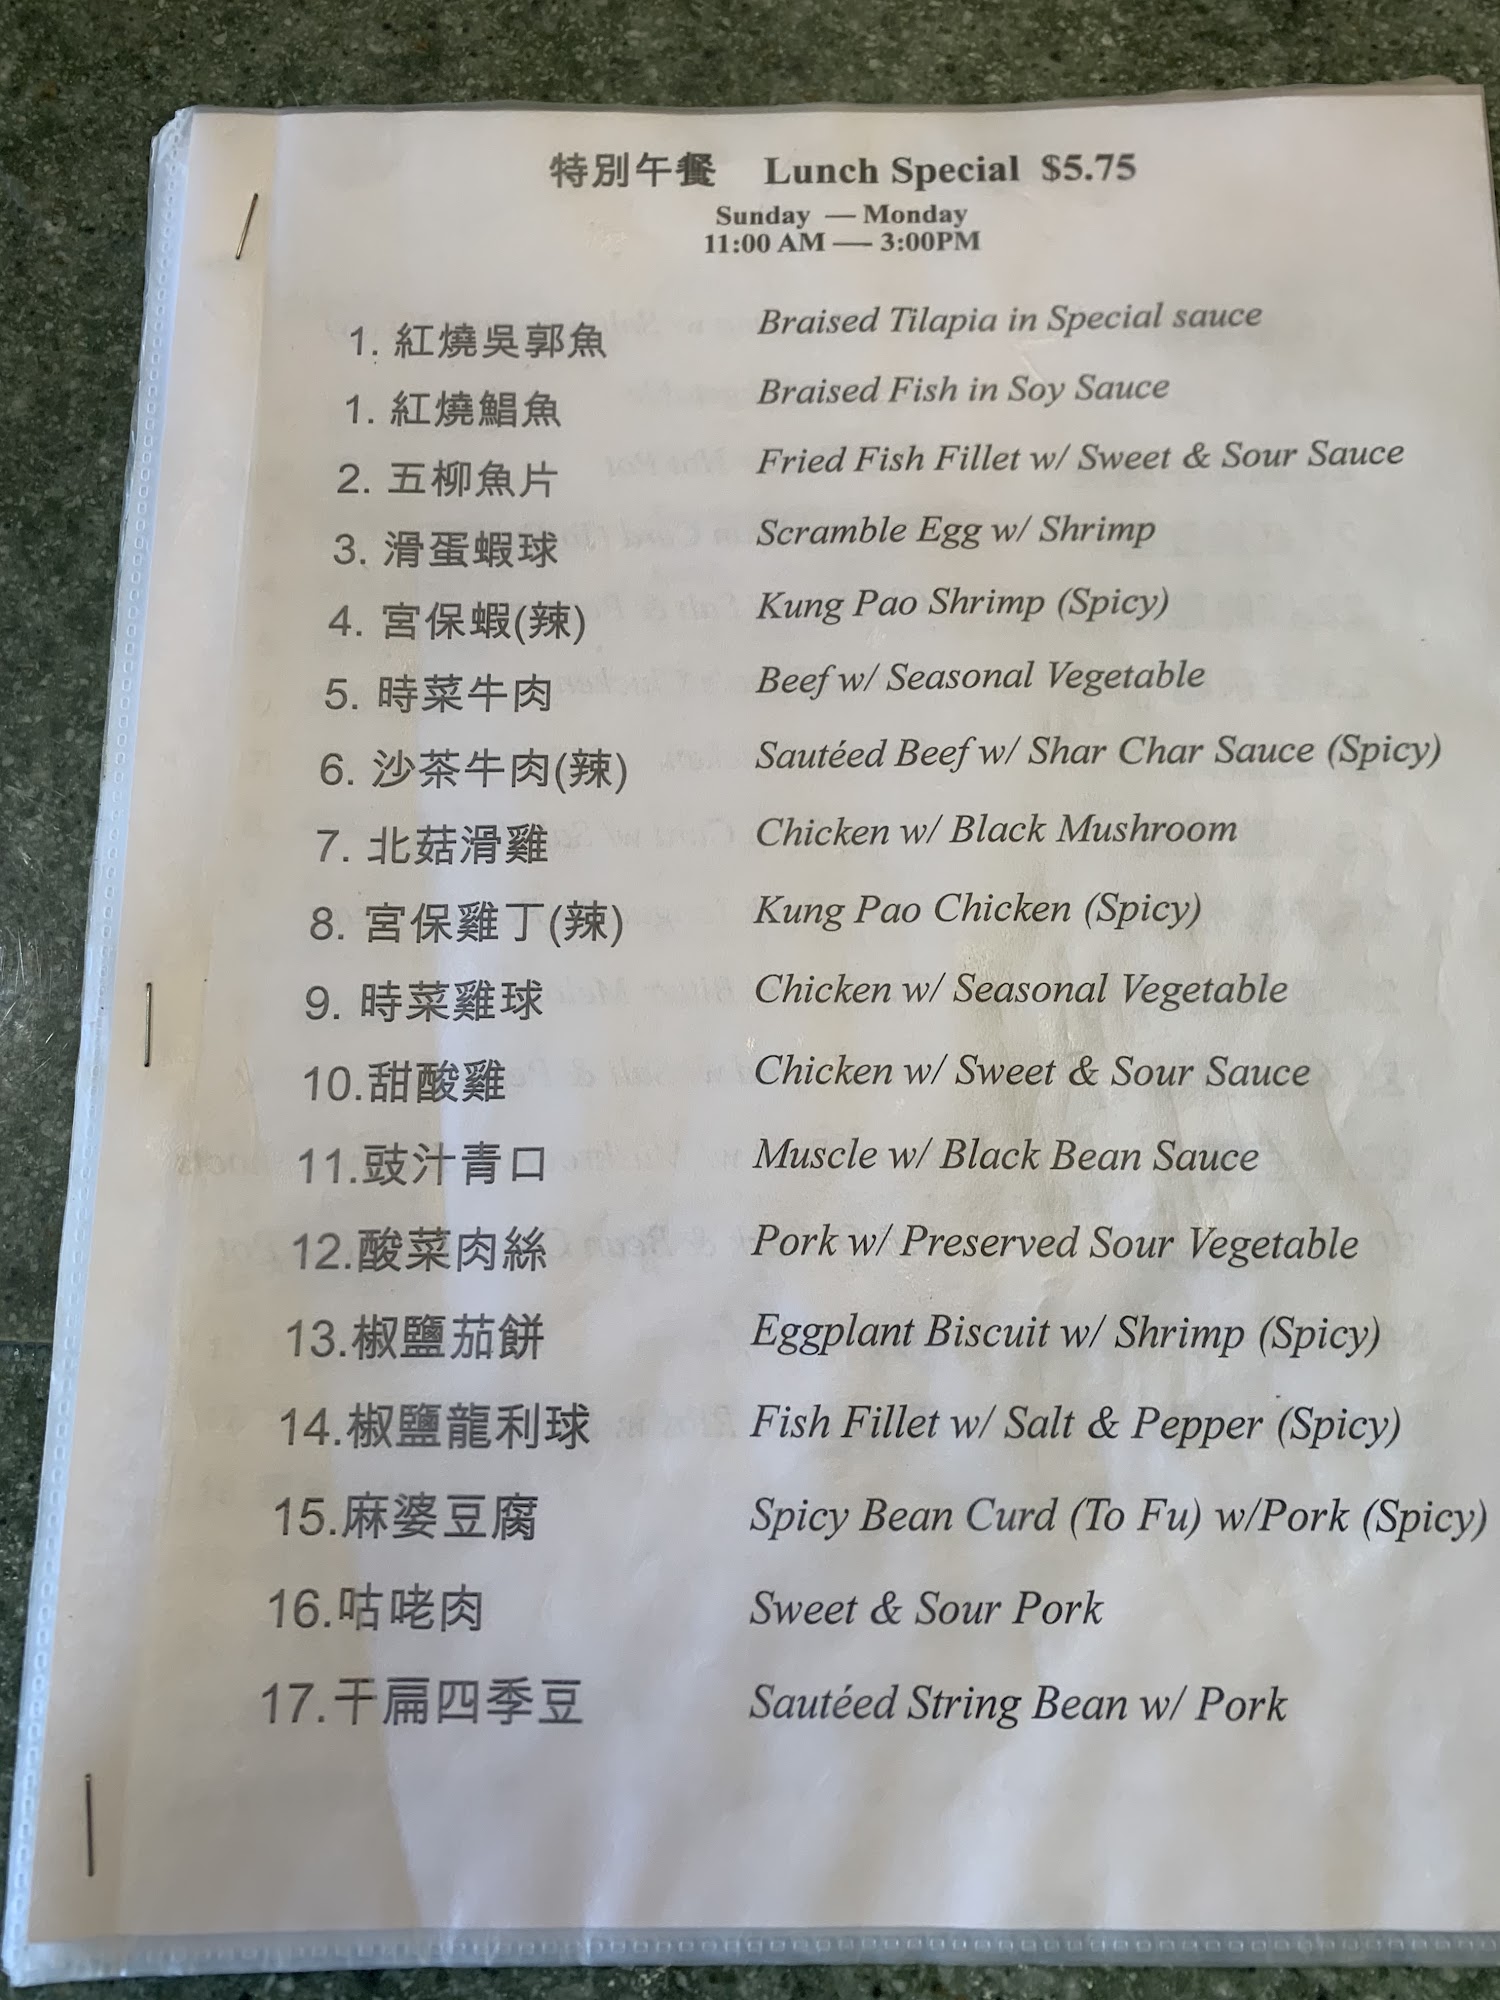 特別午餐 Lunch Special $5.75
Sunday — Monday
11:00 AM — 3:00PM
1. 紅燒吳郭魚 Braised Tilapia in Special sauce
1. 紅燒鯧魚 Braised Fish in Soy Sauce
2. 五柳魚片 Fried Fish Fillet w/ Sweet & Sour Sauce
3. 滑蛋蝦球 Scramble Egg w/ Shrimp
4. 宮保蝦(辣) Kung Pao Shrimp (Spicy)
5. 時菜牛肉 Beef w/ Seasonal Vegetable
6. 沙茶牛肉(辣) Sautéed Beef w/ Shar Char Sauce (Spicy)
7. 北菇滑雞 Chicken w/ Black Mushroom
8. 宮保雞丁(辣) Kung Pao Chicken (Spicy)
9. 時菜雞球 Chicken w/ Seasonal Vegetable
10.甜酸雞 Chicken w/ Sweet & Sour Sauce
11.豉汁青口 Muscle w/ Black Bean Sauce
12.酸菜肉絲 Pork w/ Preserved Sour Vegetable
13.椒鹽茄餅 Eggplant Biscuit w/ Shrimp (Spicy)
14.椒鹽龍利球 Fish Fillet w/ Salt & Pepper (Spicy)
15.麻婆豆腐 Spicy Bean Curd (To Fu) w/Pork (Spicy)
16.咕咾肉 Sweet & Sour Pork
17.干扁四季豆 Sautéed String Bean w/ Pork